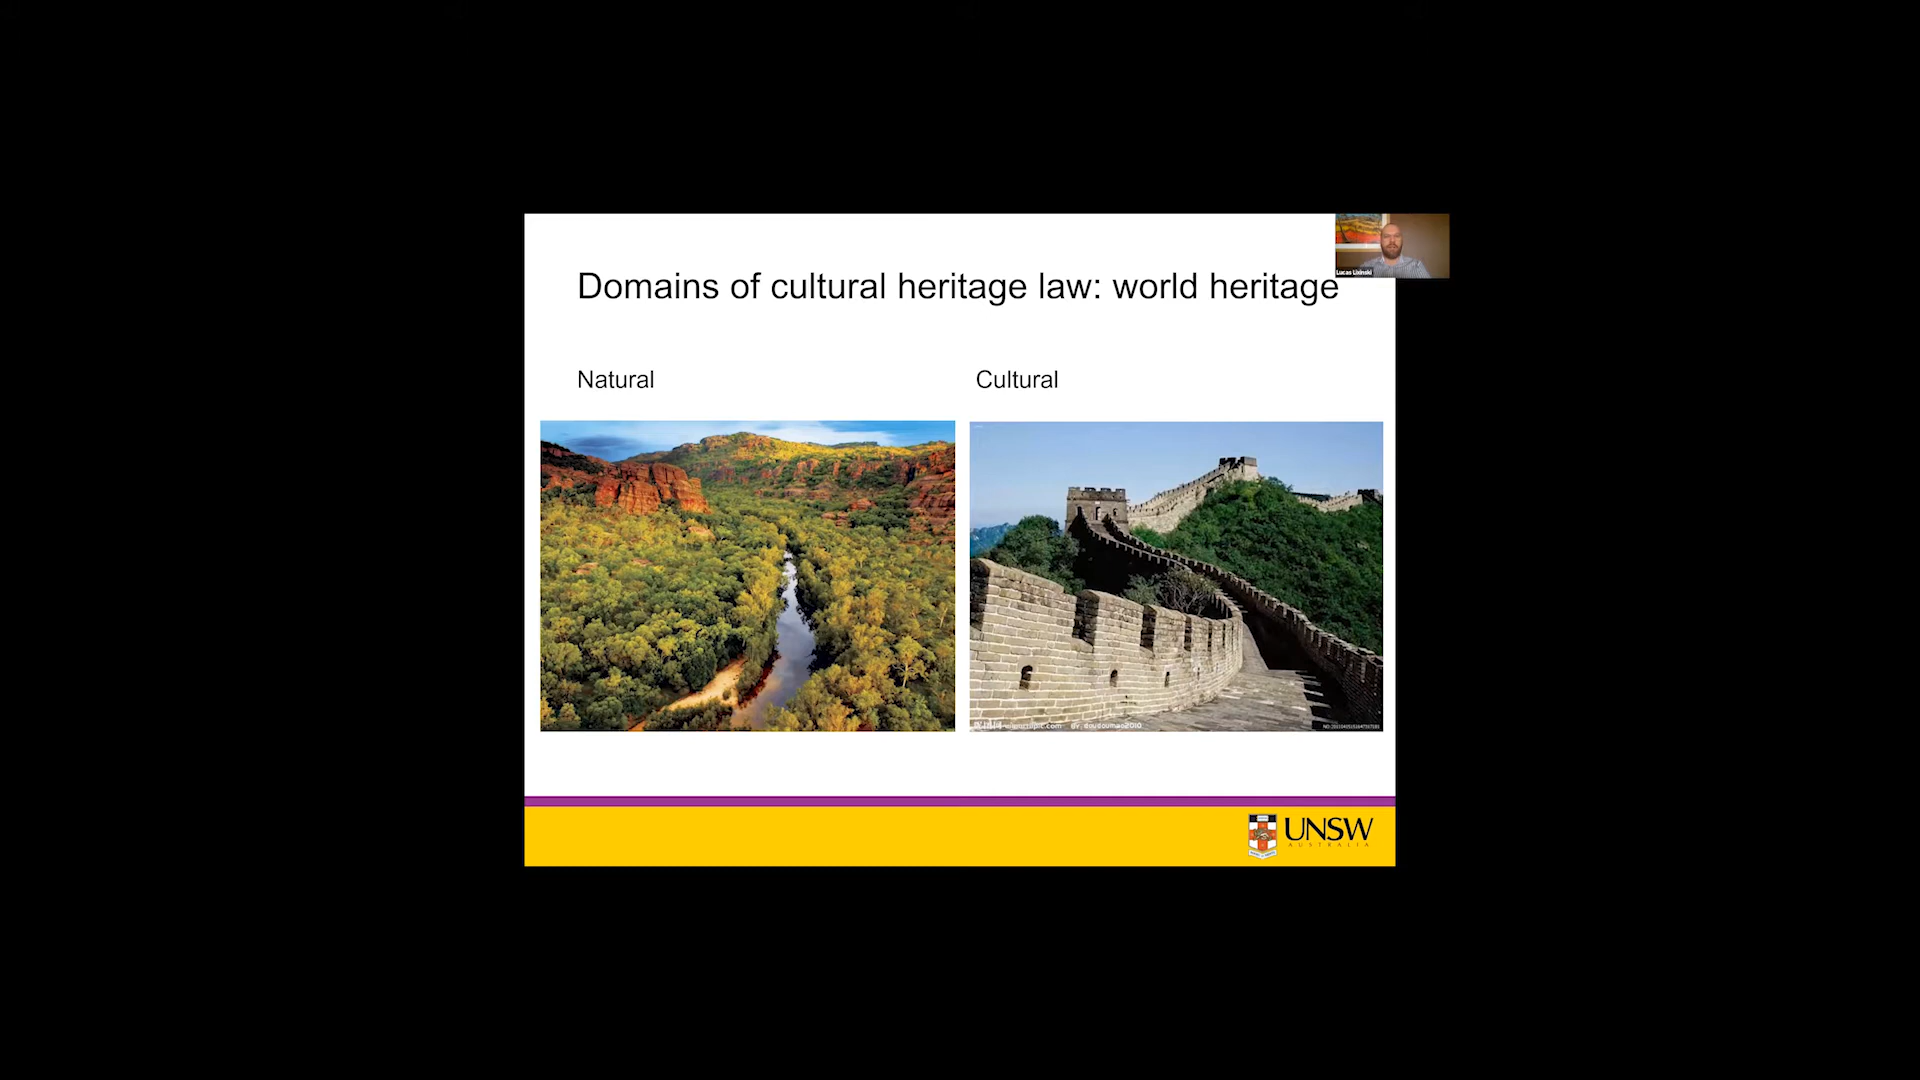 Lucas Lixinski
Domains of cultural heritage law: world heritage
Natural
Cultural
UNSW
AUSTRALIA